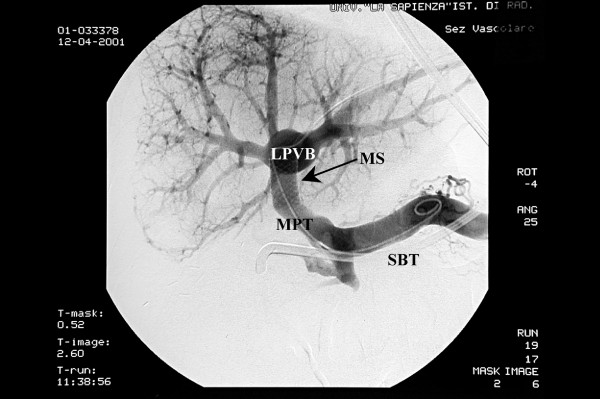 UNIV."LA SAPIENZA"IST. DI RAD.
01-033378
12-04-2001
Sez Vascolare
LPVB
MS
MPT
SBT
ROT
-4
ANG
25
T-mask:
0.52
T-image:
2.60
T-run:
11:38:56
RUN
19
17
MASK IMAGE
2 6